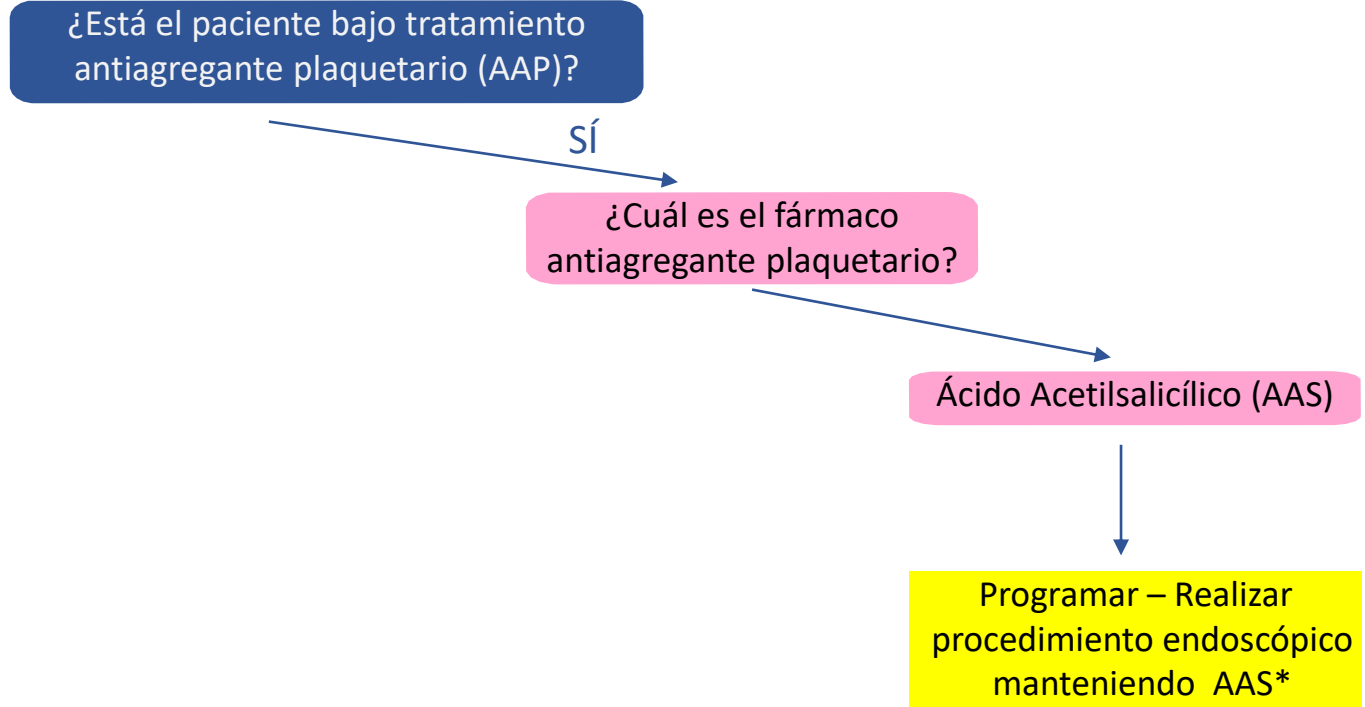 ¿Está el paciente bajo tratamiento
antiagregante plaquetario (AAP)?
SÍ
¿Cuál es el fármaco
antiagregante plaquetario?
Ácido Acetilsalicílico (AAS)
Programar – Realizar
procedimiento endoscópico
manteniendo AAS*